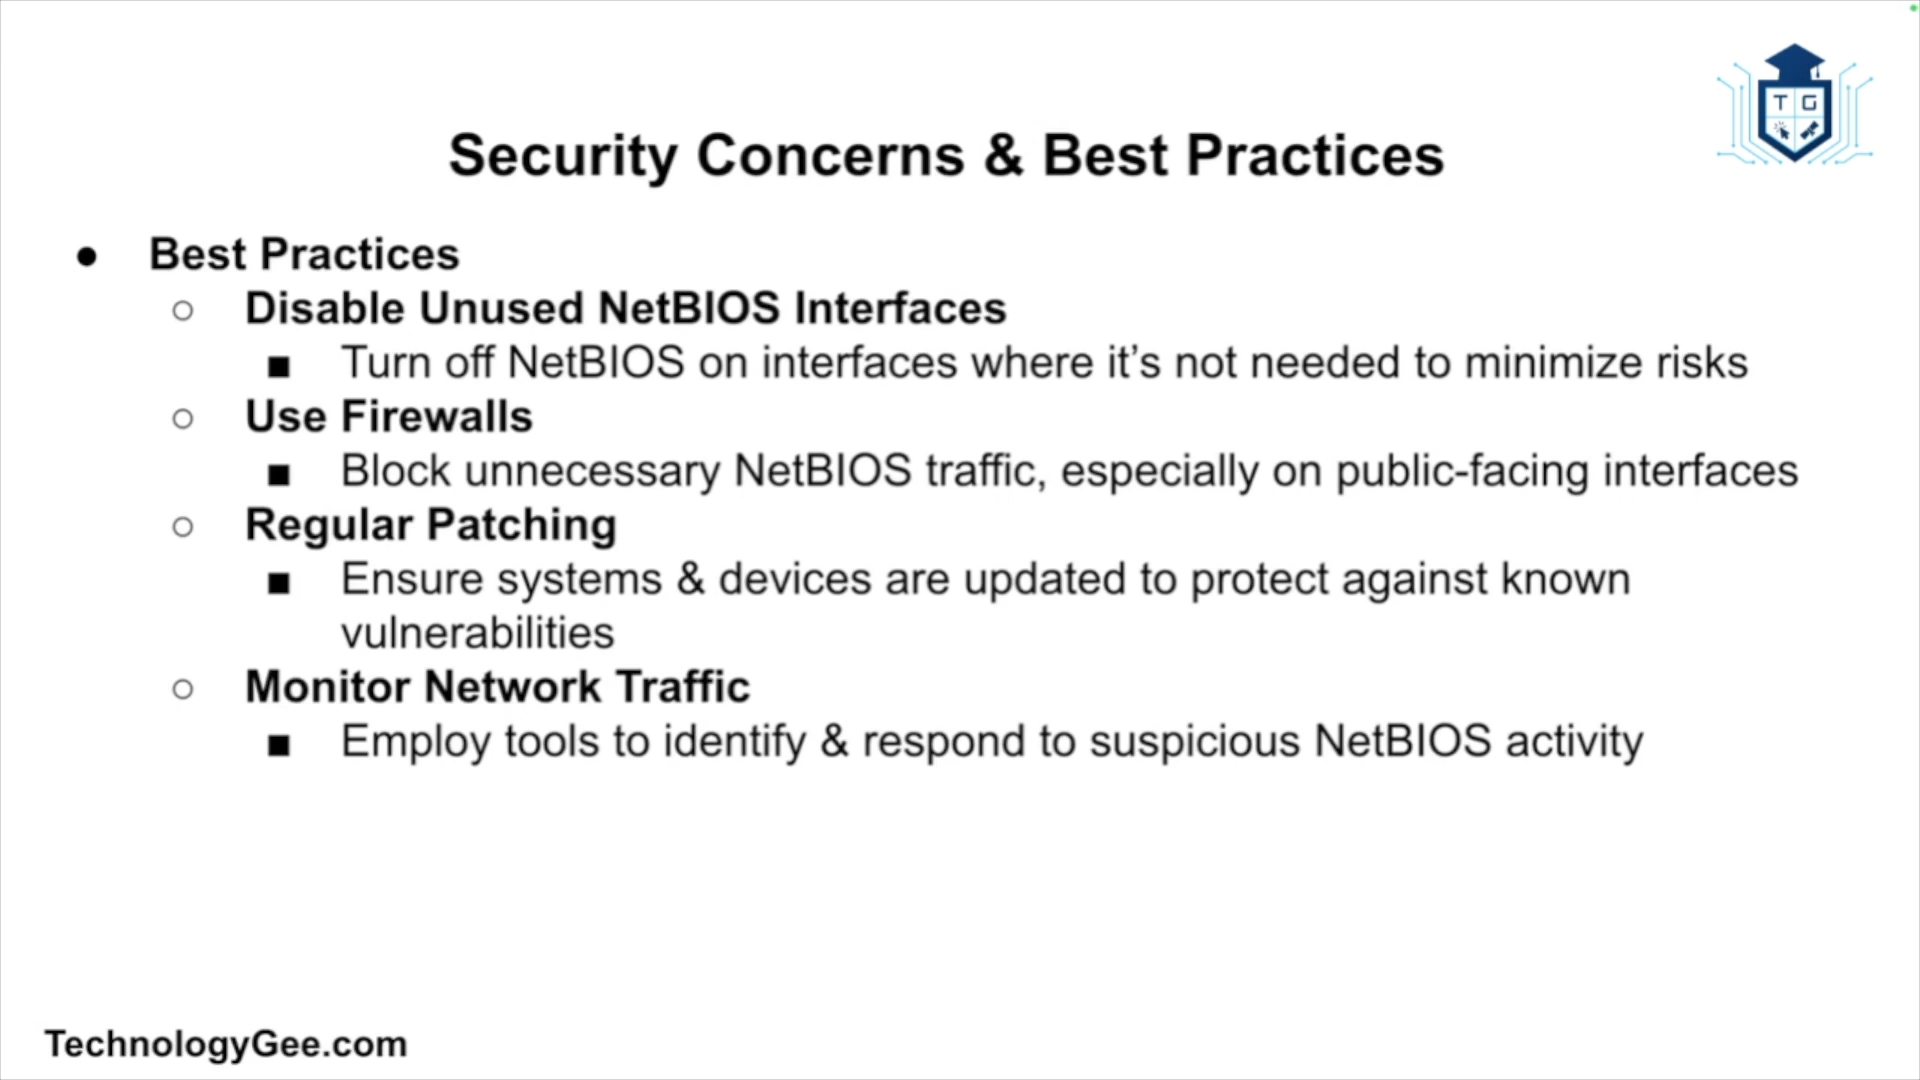 T G
Security Concerns & Best Practices
● Best Practices
○ Disable Unused NetBIOS Interfaces
■ Turn off NetBIOS on interfaces where it’s not needed to minimize risks
○ Use Firewalls
■ Block unnecessary NetBIOS traffic, especially on public-facing interfaces
○ Regular Patching
■ Ensure systems & devices are updated to protect against known
vulnerabilities
○ Monitor Network Traffic
■ Employ tools to identify & respond to suspicious NetBIOS activity
TechnologyGee.com